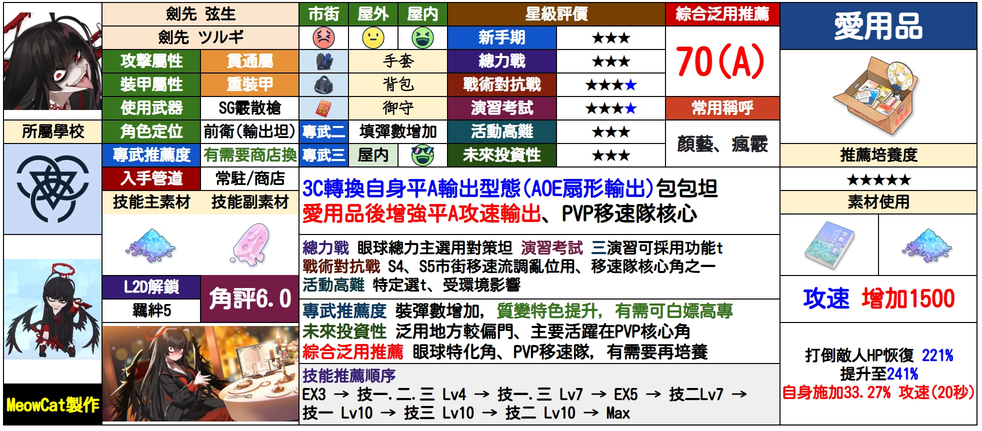 劍先 弦生
劍先 ツルギ
攻擊屬性 貫通屬
裝甲屬性 重裝甲
使用武器 SG霰散槍
所屬學校
角色定位 前衛(輸出坦)
專武推薦度 有需要商店換
入手管道 常駐/商店
技能主素材 技能副素材
L2D解鎖
羈絆5
角評6.0
MeowCat製作
市街 屋外 屋內
手套
背包
御守
專武二 填彈數增加
專武三 屋內
星級評價
新手期 ★★★
總力戰 ★★★
戰術對抗戰 ★★★★
演習考試 ★★★★
活動高難 ★★★
未來投資性 ★★★
綜合泛用推薦
70(A)
常用稱呼
顏藝、瘋霰
3C轉換自身平A輸出型態(AOE扇形輸出)包包坦
愛用品後增強平A攻速輸出、PVP移速隊核心
總力戰 眼球總力主選用對策坦 演習考試 三演習可採用功能t
戰術對抗戰 S4、S5市街移速流調亂位用、移速隊核心角之一
活動高難 特定選t、受環境影響
專武推薦度 裝彈數增加, 質變特色提升, 有需可白嫖高專
未來投資性 泛用地方較偏門、主要活躍在PVP核心角
綜合泛用推薦 眼球特化角、PVP移速隊, 有需要再培養
技能推薦順序
EX3 → 技一.二.三 Lv4 → 技一.三 Lv7 → EX5 → 技二Lv7 →
技一 Lv10 → 技三 Lv10 → 技二 Lv10 → Max
愛用品
推薦培養度
★★★★★
素材使用
攻速 增加1500
打倒敵人HP恢復 221%
提升至241%
自身施加33.27% 攻速(20秒)